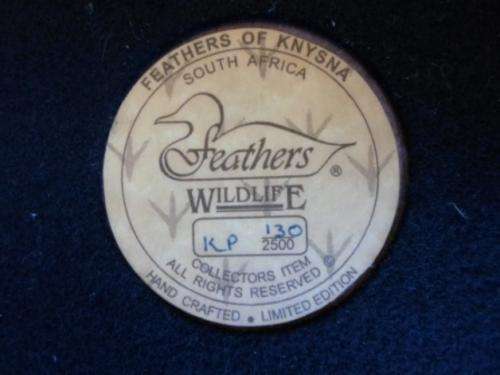 FEATHERS OF KNYSNA
SOUTH AFRICA
Feathers ®
WILDLIFE
KP 130
2500
COLLECTORS ITEM
ALL RIGHTS RESERVED ©
HAND CRAFTED • LIMITED EDITION